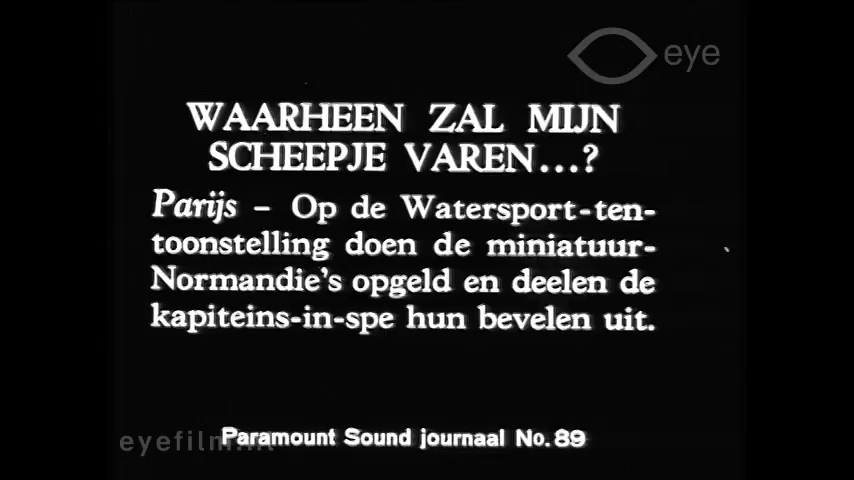 eye
WAARHEEN ZAL MIJN
SCHEEPJE VAREN...?
Parijs – Op de Watersport-ten-
toonstelling doen de miniatuur-
Normandie's opgeld en deelen de
kapiteins-in-spe hun bevelen uit.
Paramount Sound journaal No. 89
eyefilm.nl